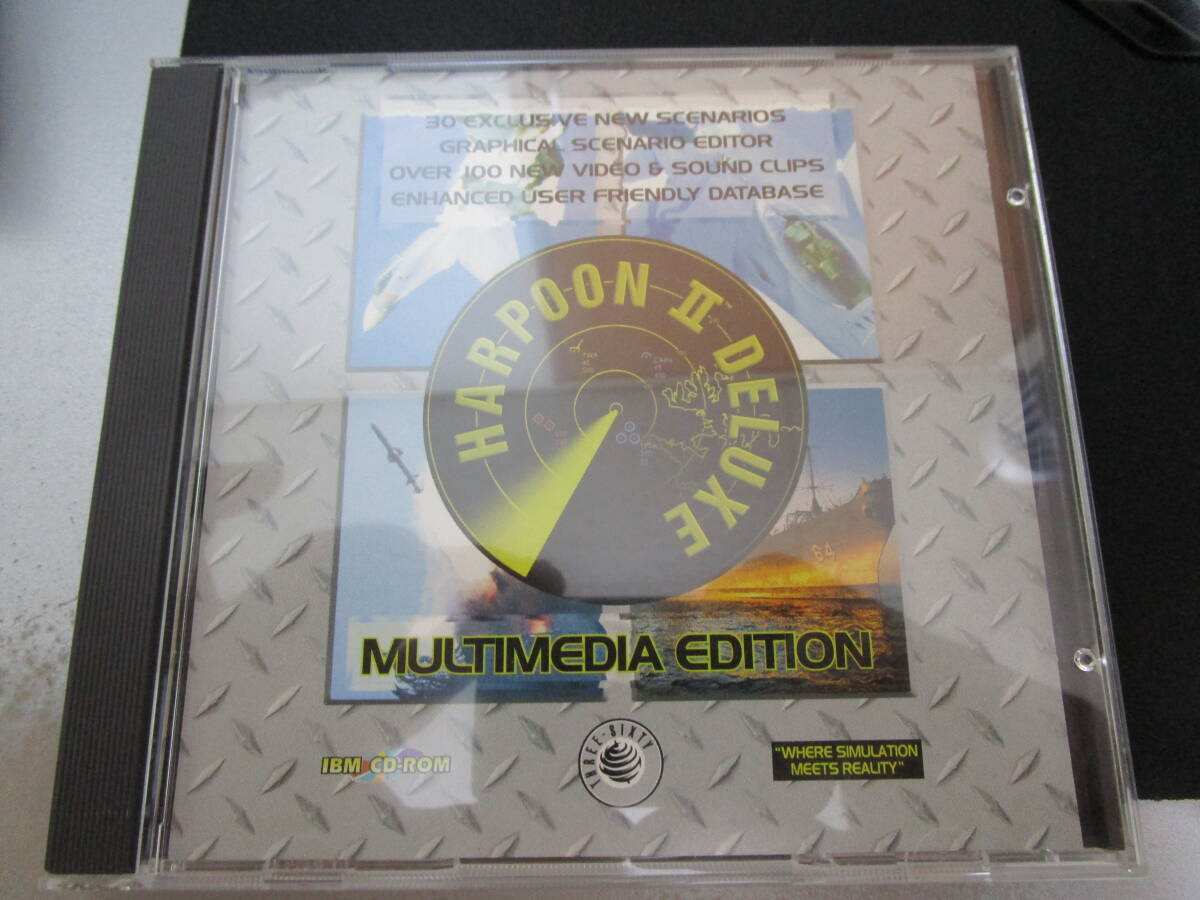 30 EXCLUSIVE NEW SCENARIOS
GRAPHICAL SCENARIO EDITOR
OVER 100 NEW VIDEO & SOUND CLIPS
ENHANCED USER FRIENDLY DATABASE
HARPOON II DELUXE
64
MULTIMEDIA EDITION
IBM CD-ROM
THREE-SIXTY
"WHERE SIMULATION
MEETS REALITY"